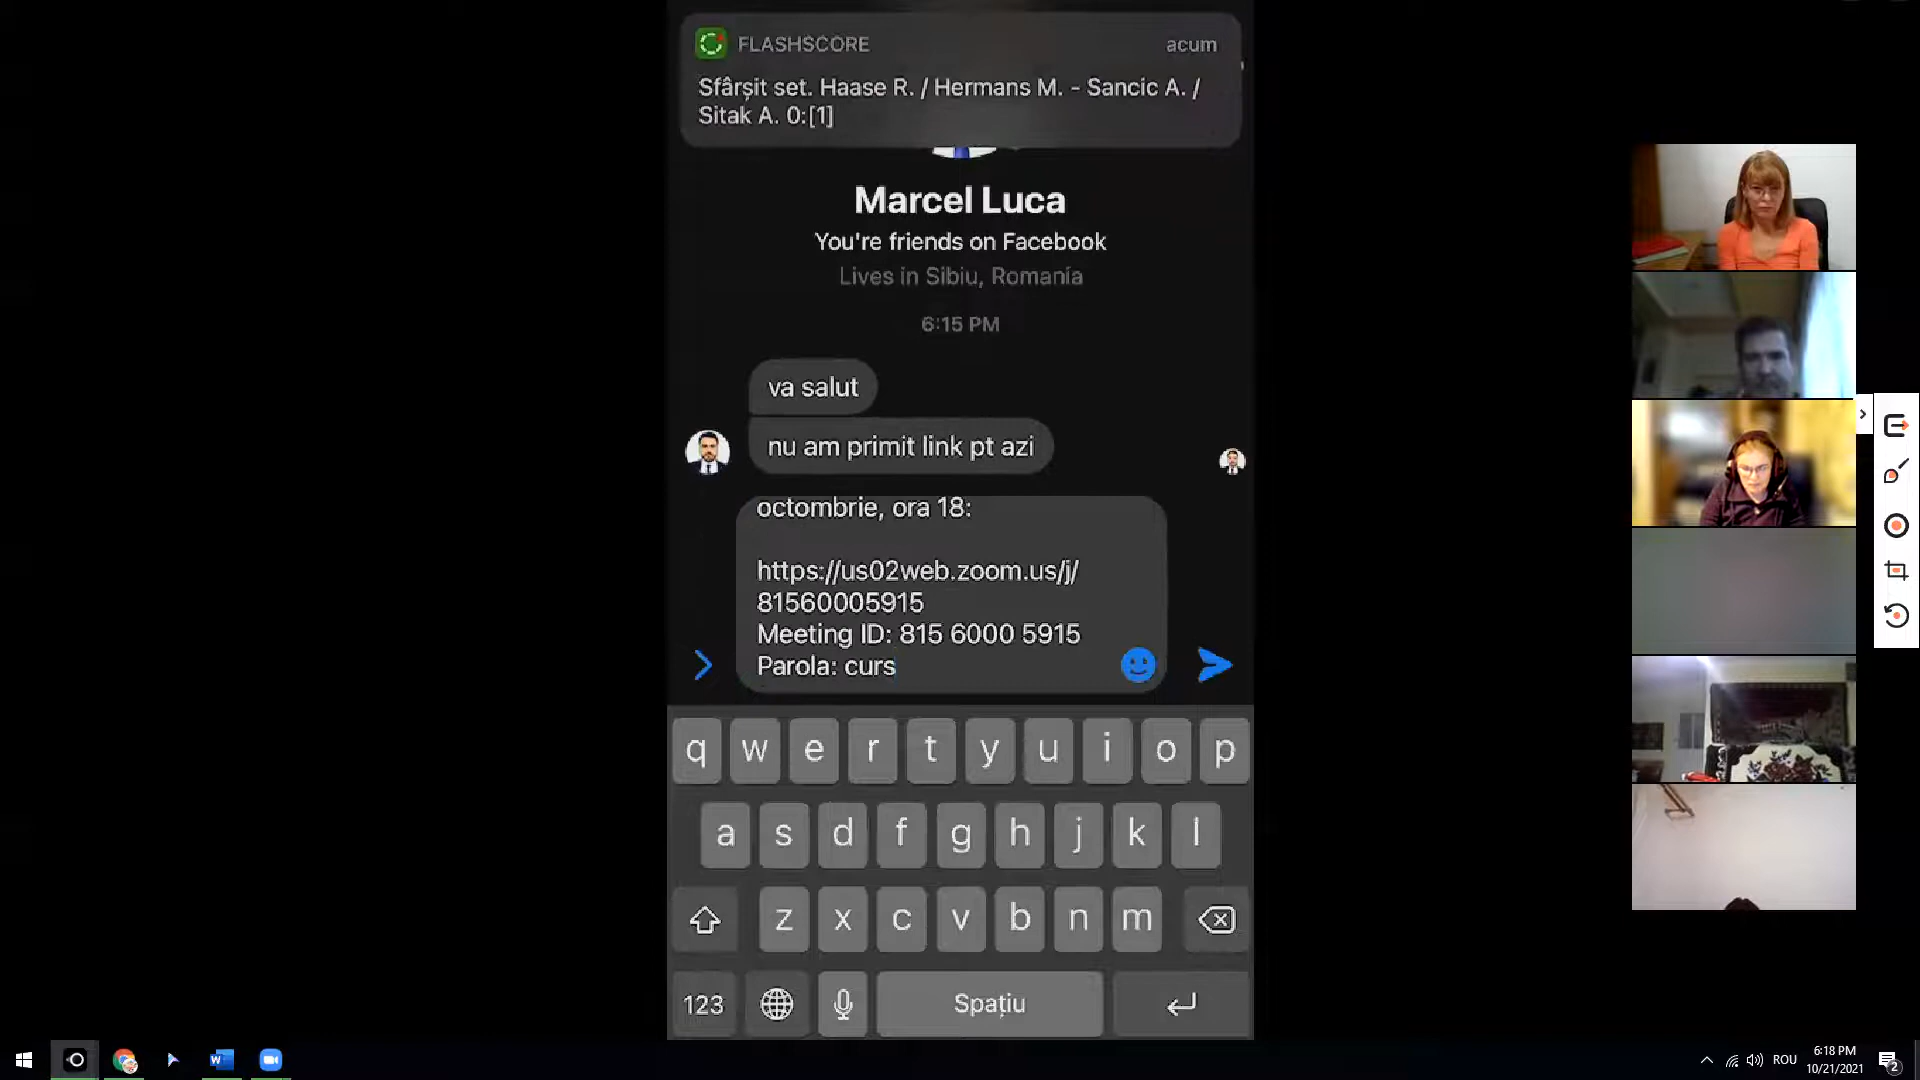 FLASHSCORE
acum
Sfârșit set. Haase R. / Hermans M. - Sancic A. /
Sitak A. 0:[1]
Marcel Luca
You're friends on Facebook
Lives in Sibiu, Romania
6:15 PM
va salut
nu am primit link pt azi
octombrie, ora 18:
https://us02web.zoom.us/j/
81560005915
Meeting ID: 815 6000 5915
Parola: curs
q w e r t y u i o p
a s d f g h j k l
z x c v b n m
123
Spațiu
W
ROU
6:18 PM
10/21/2021
2